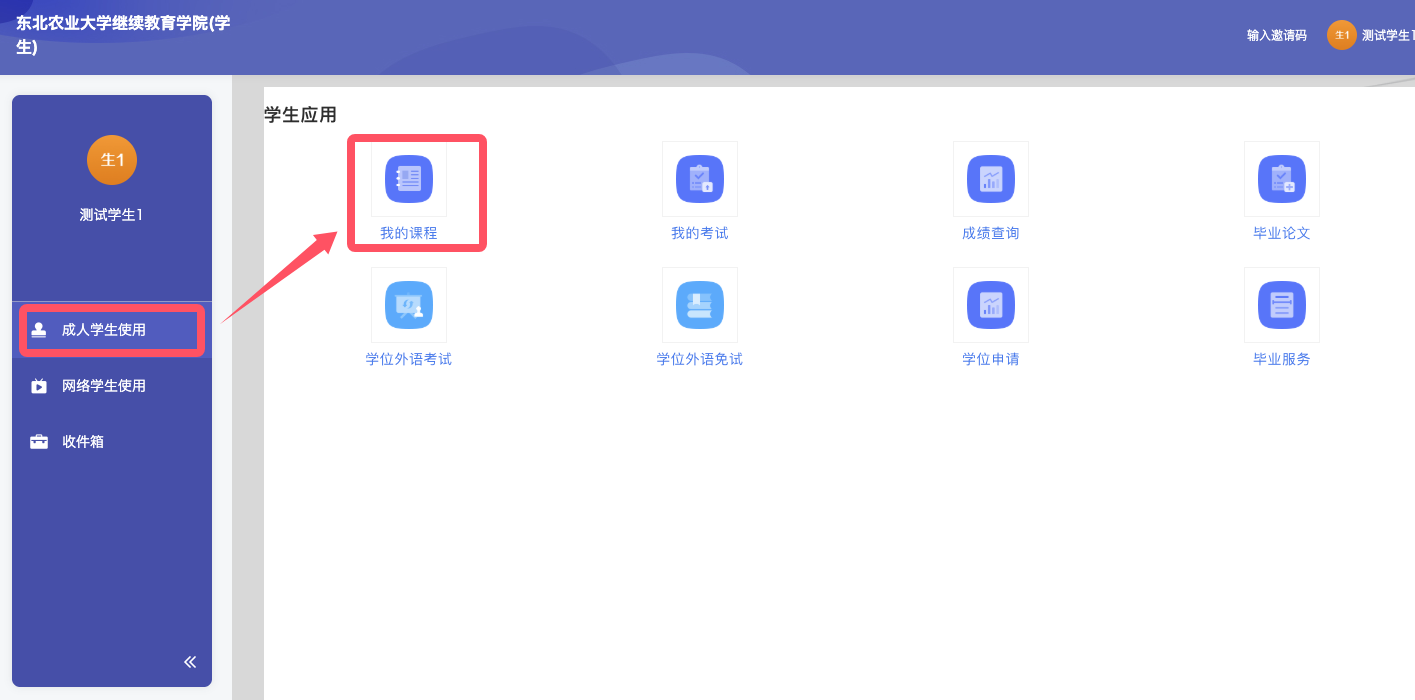 东北农业大学继续教育学院(学
生)
输入邀请码
生1
测试学生1
生1
测试学生1
成人学生使用
网络学生使用
收件箱
学生应用
我的课程
我的考试
成绩查询
毕业论文
学位外语考试
学位外语免试
学位申请
毕业服务